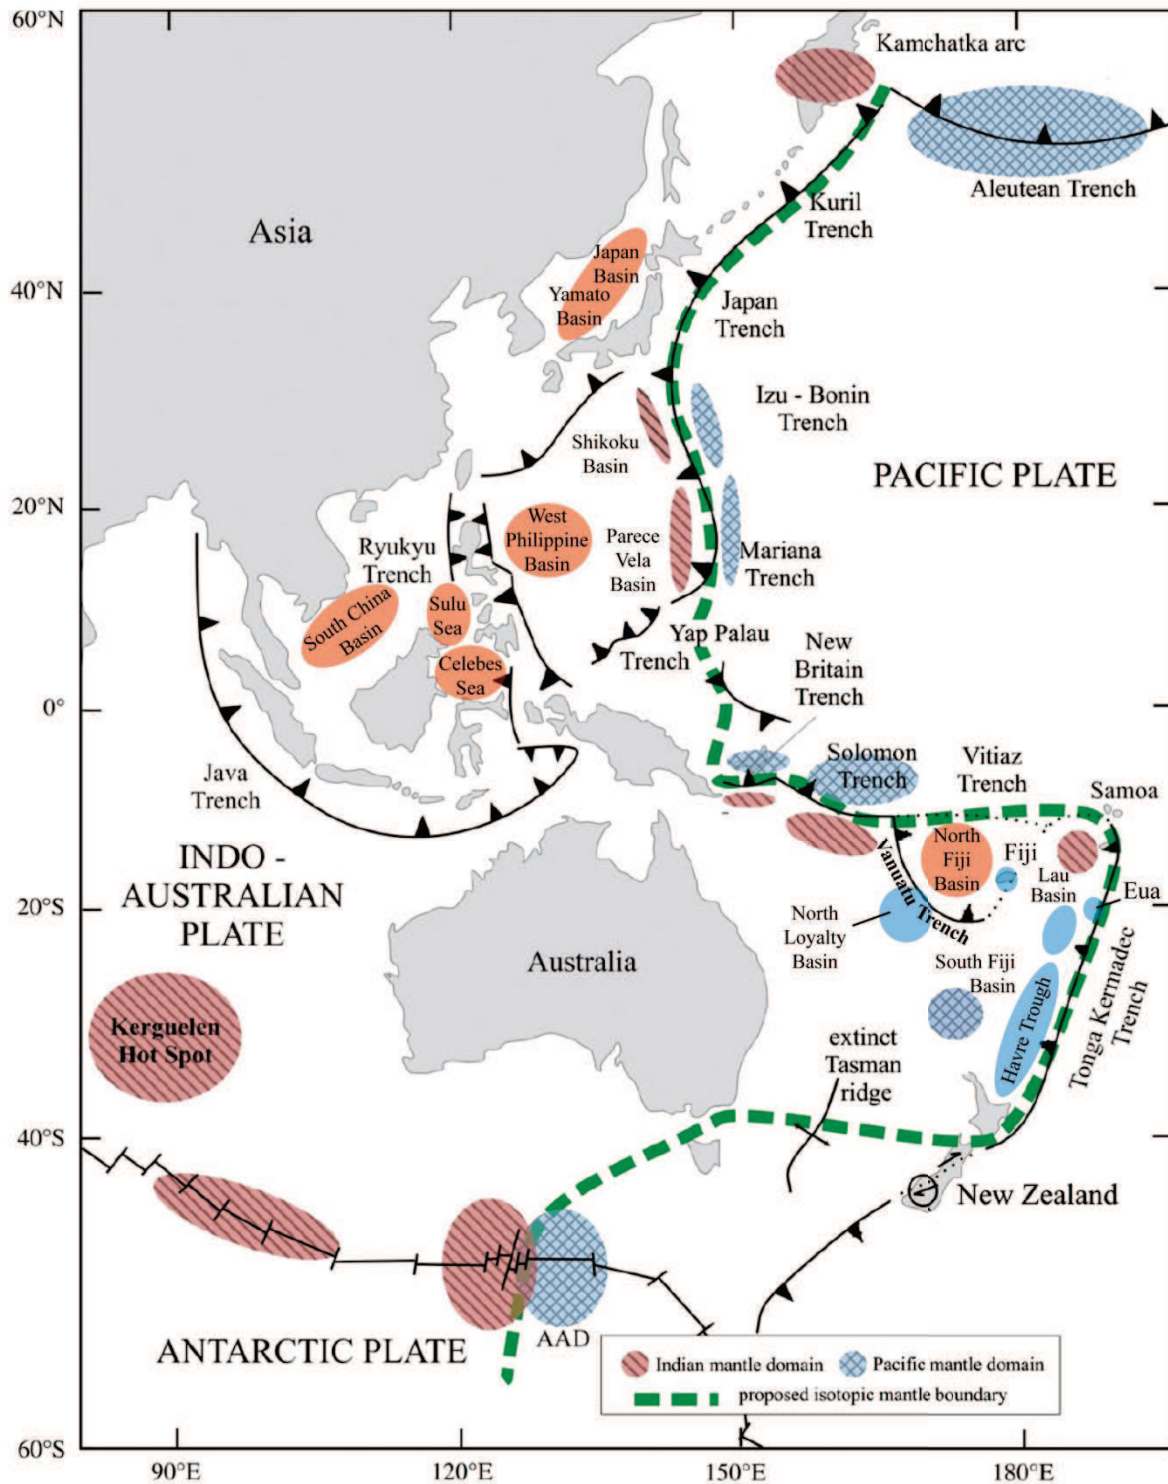 60°N
Kamchatka arc
Aleutean Trench
Kuril
Trench
Asia
Japan
Basin
Yamato
Basin
40°N
Japan
Trench
Izu - Bonin
Trench
Shikoku
Basin
PACIFIC PLATE
20°N
West
Philippine
Basin
Parece
Vela
Basin
Ryukyu
Trench
Mariana
Trench
South China
Basin
Sulu
Sea
Yap Palau
Trench
New
Britain
Trench
Celebes
Sea
0°
Java
Trench
Solomon
Trench
Vitiaz
Trench
Samoa
INDO -
AUSTRALIAN
PLATE
North
Fiji
Basin
Fiji
Vanuatu Trench
Lau
Basin
Eua
20°S
North
Loyalty
Basin
Australia
South Fiji
Basin
Havre Trough
Tonga Kermadec
Trench
Kerguelen
Hot Spot
extinct
Tasman
ridge
40°S
New Zealand
ANTARCTIC PLATE
AAD
Indian mantle domain
Pacific mantle domain
proposed isotopic mantle boundary
60°S
90°E
120°E
150°E
180°E